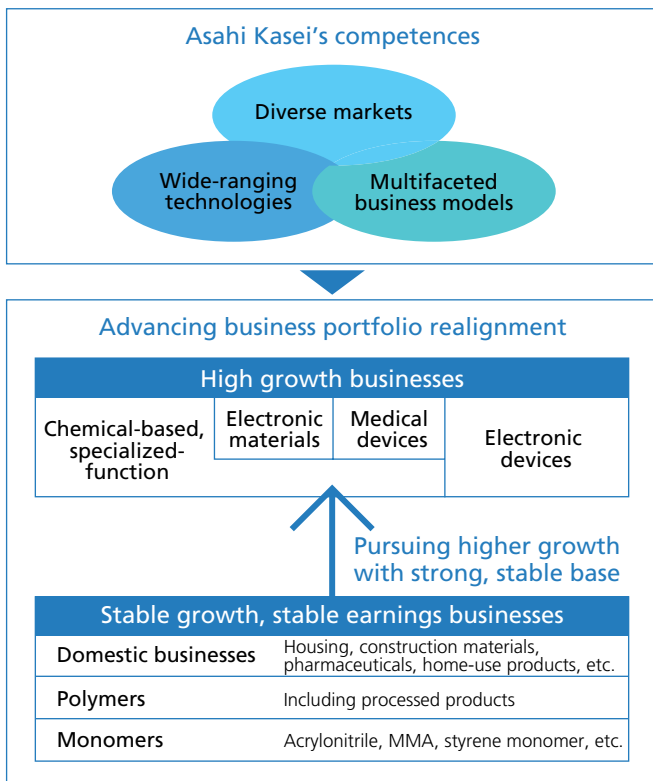 Asahi Kasei's competences
Diverse markets
Wide-ranging
technologies
Multifaceted
business models
Advancing business portfolio realignment
High growth businesses
Chemical-based,
specialized-
function
Electronic
materials
Medical
devices
Electronic
devices
Pursuing higher growth
with strong, stable base
Stable growth, stable earnings businesses
Domestic businesses
Housing, construction materials,
pharmaceuticals, home-use products, etc.
Polymers
Including processed products
Monomers
Acrylonitrile, MMA, styrene monomer, etc.